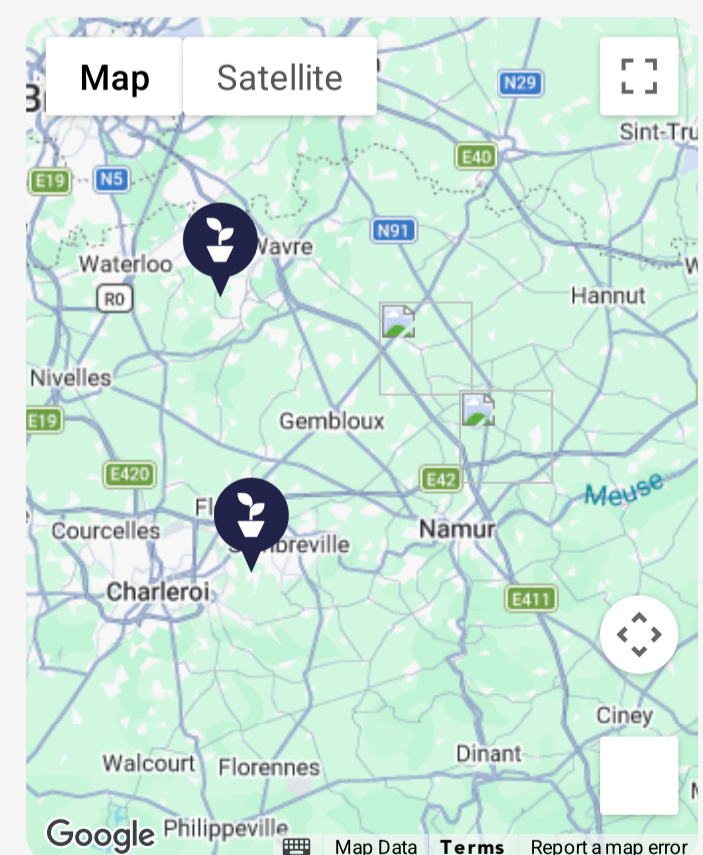 Map
Satellite
N29
Sint-Tru
E40
E19
N5
N91
Wavre
Waterloo
R0
Hannut
Nivelles
E19
Gembloux
E420
E42
Meuse
Courcelles
Namur
Charleroi
E411
Ciney
Walcourt
Florennes
Dinant
Google
Philippeville
Map Data
Terms
Report a map error